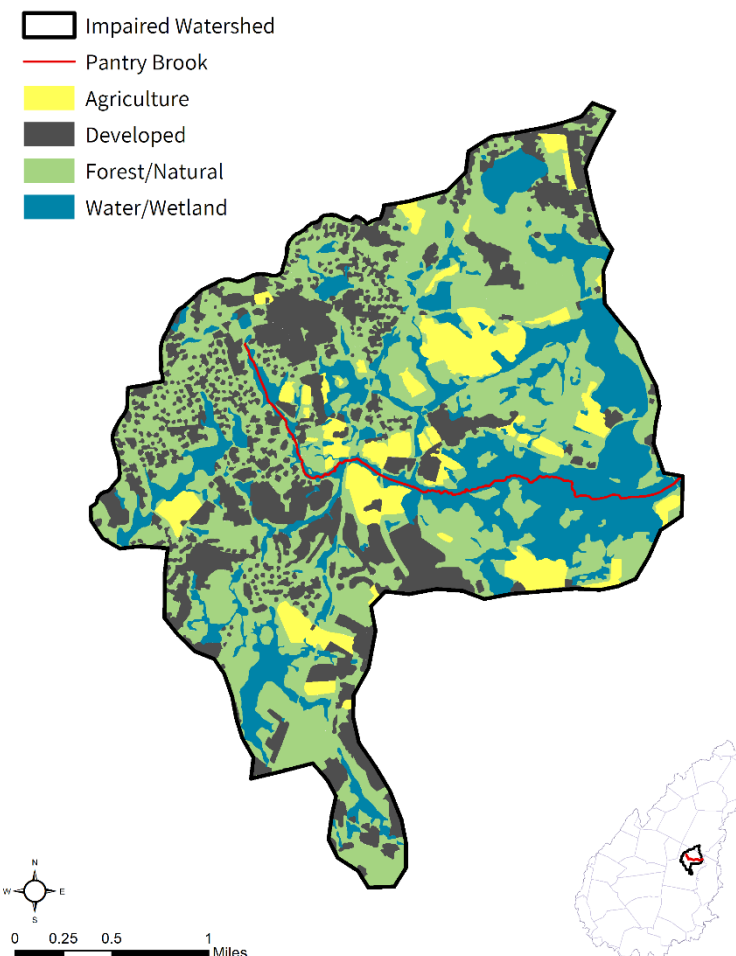 Impaired Watershed
Pantry Brook
Agriculture
Developed
Forest/Natural
Water/Wetland
N
W E
S
0 0.25 0.5 1
Miles